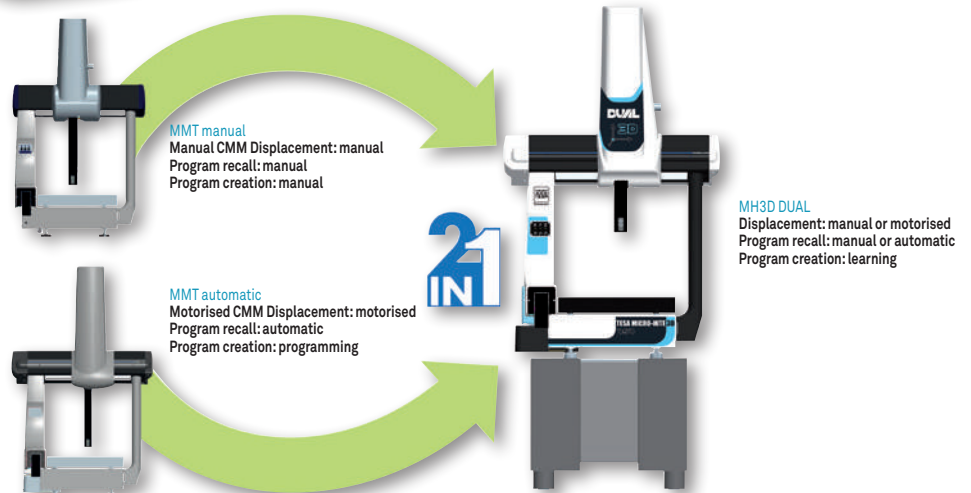 MMT manual
Manual CMM Displacement: manual
Program recall: manual
Program creation: manual
DUAL
3D
MH3D DUAL
Displacement: manual or motorised
Program recall: manual or automatic
Program creation: learning
2 IN 1
MMT automatic
Motorised CMM Displacement: motorised
Program recall: automatic
Program creation: programming
TESA MICRO-HITE 3D